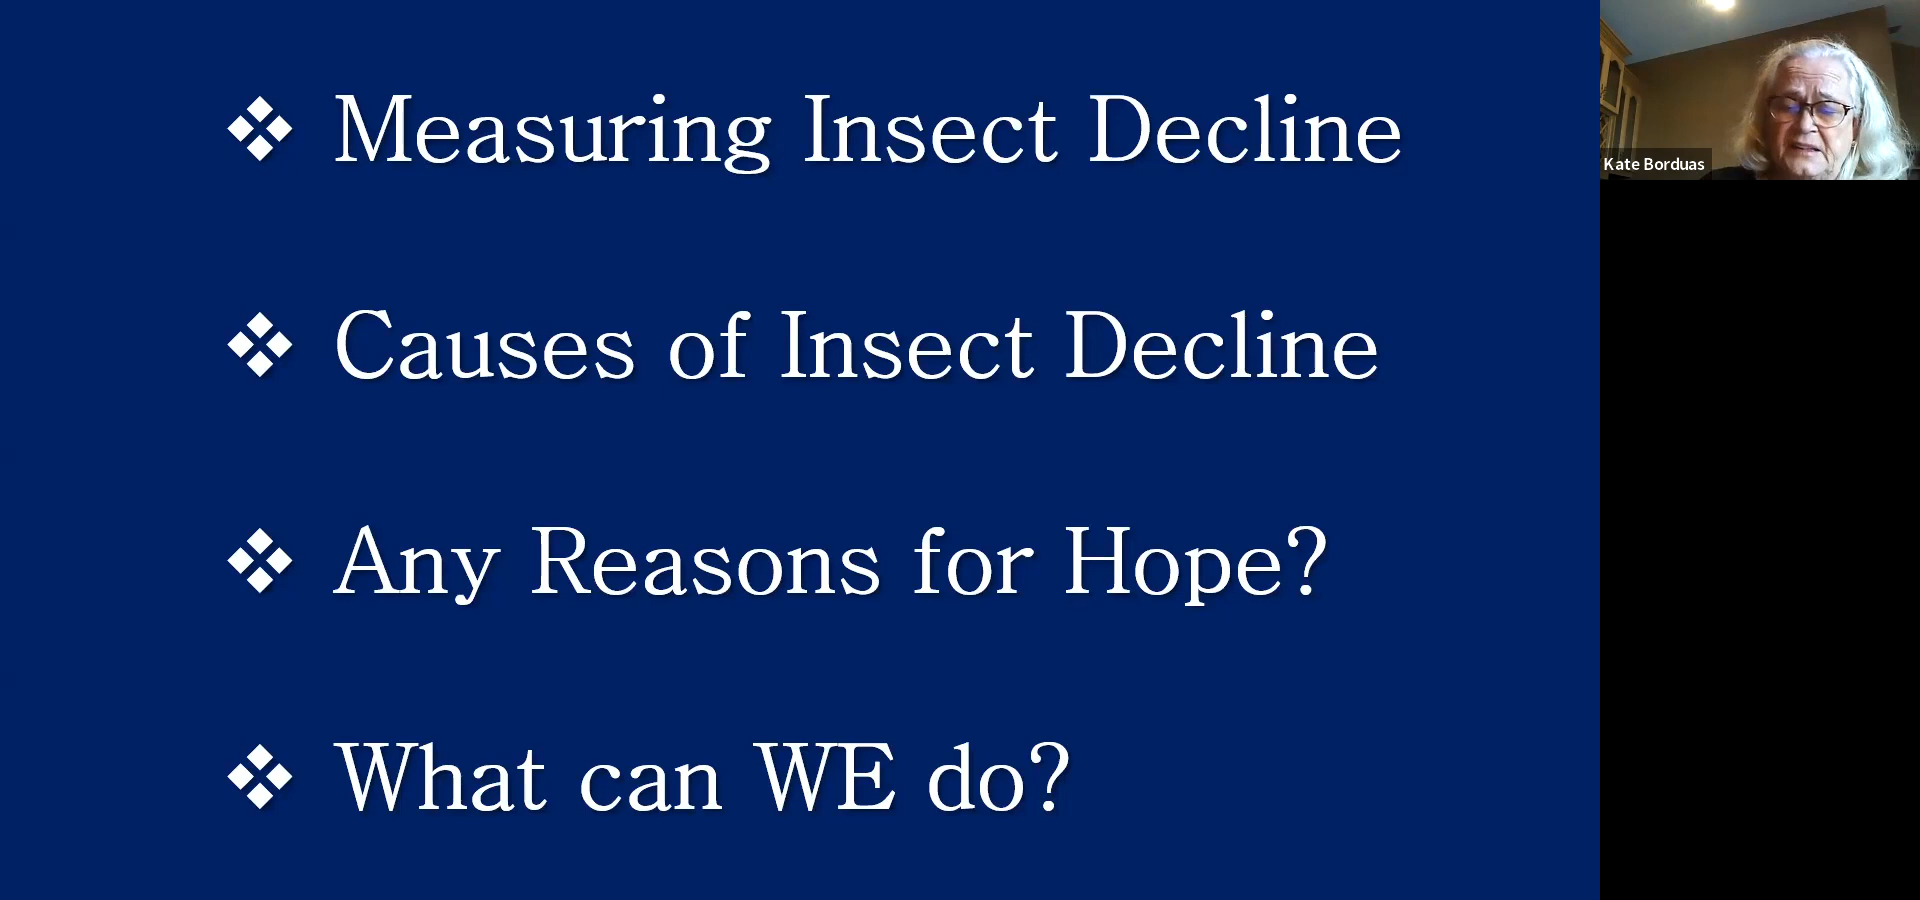 ❖ Measuring Insect Decline
❖ Causes of Insect Decline
❖ Any Reasons for Hope?
❖ What can WE do?
Kate Borduas